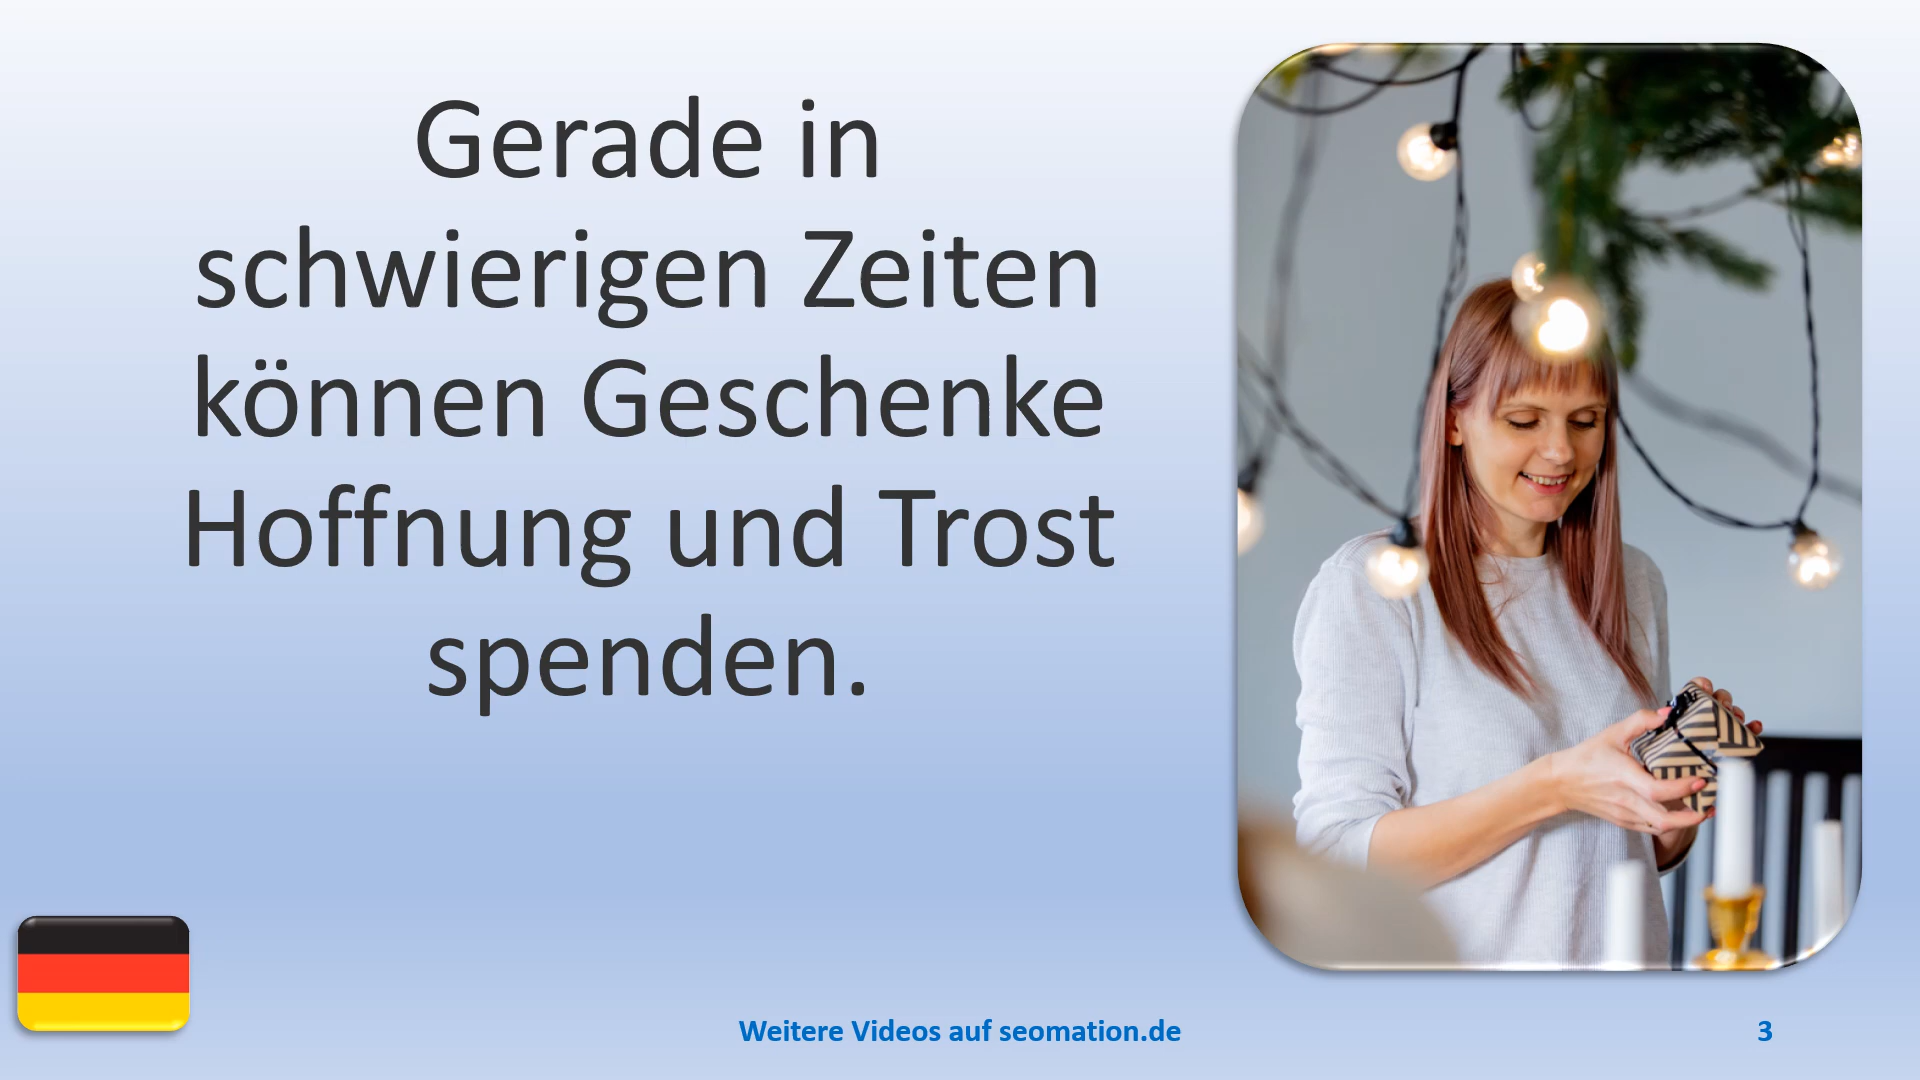 Gerade in
schwierigen Zeiten
können Geschenke
Hoffnung und Trost
spenden.
Weitere Videos auf seomation.de
3